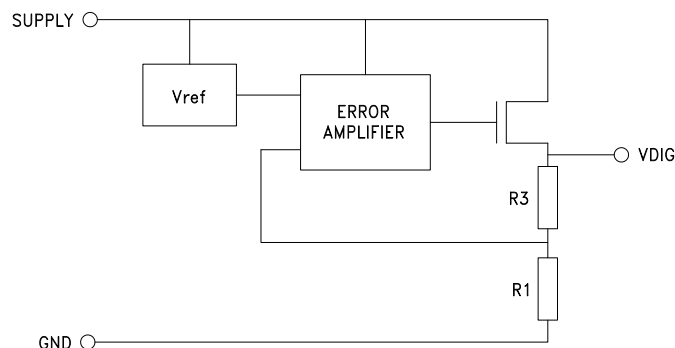 SUPPLY
Vref
ERROR
AMPLIFIER
VDIG
R3
R1
GND